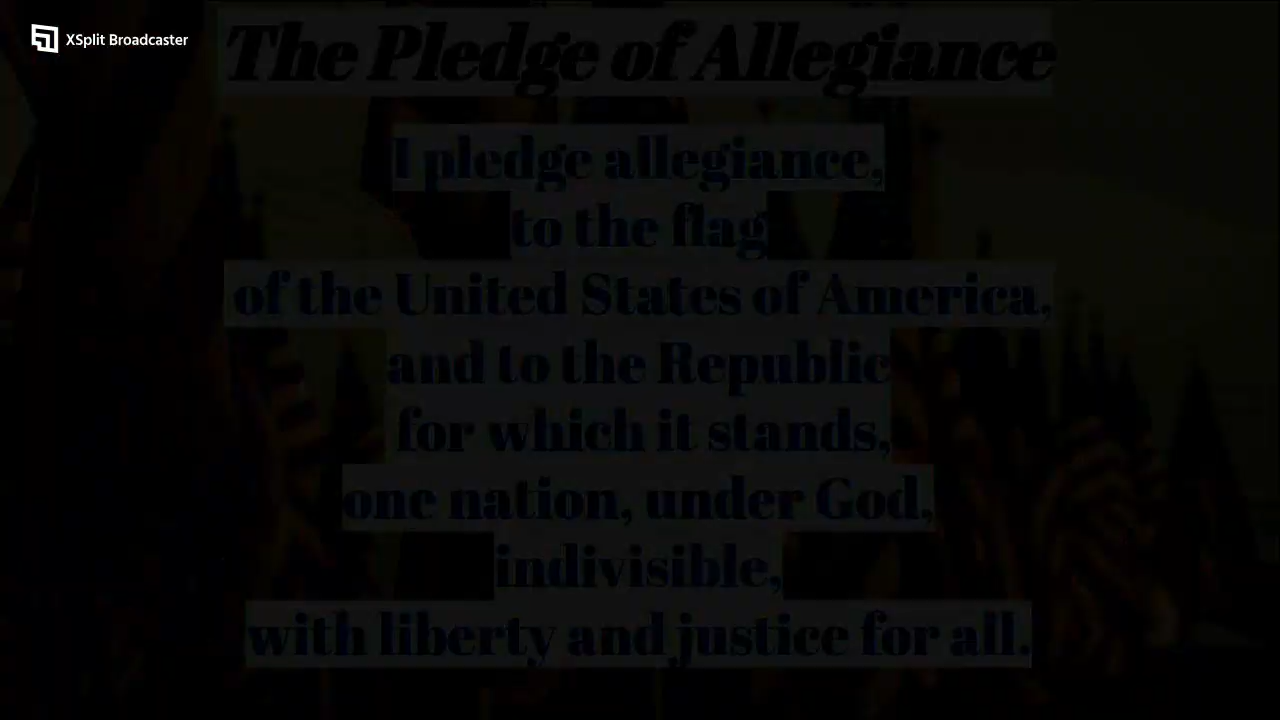 XSplit Broadcaster
The Pledge of Allegiance
I pledge allegiance,
to the flag
of the United States of America,
and to the Republic
for which it stands,
one nation, under God,
indivisible,
with liberty and justice for all.